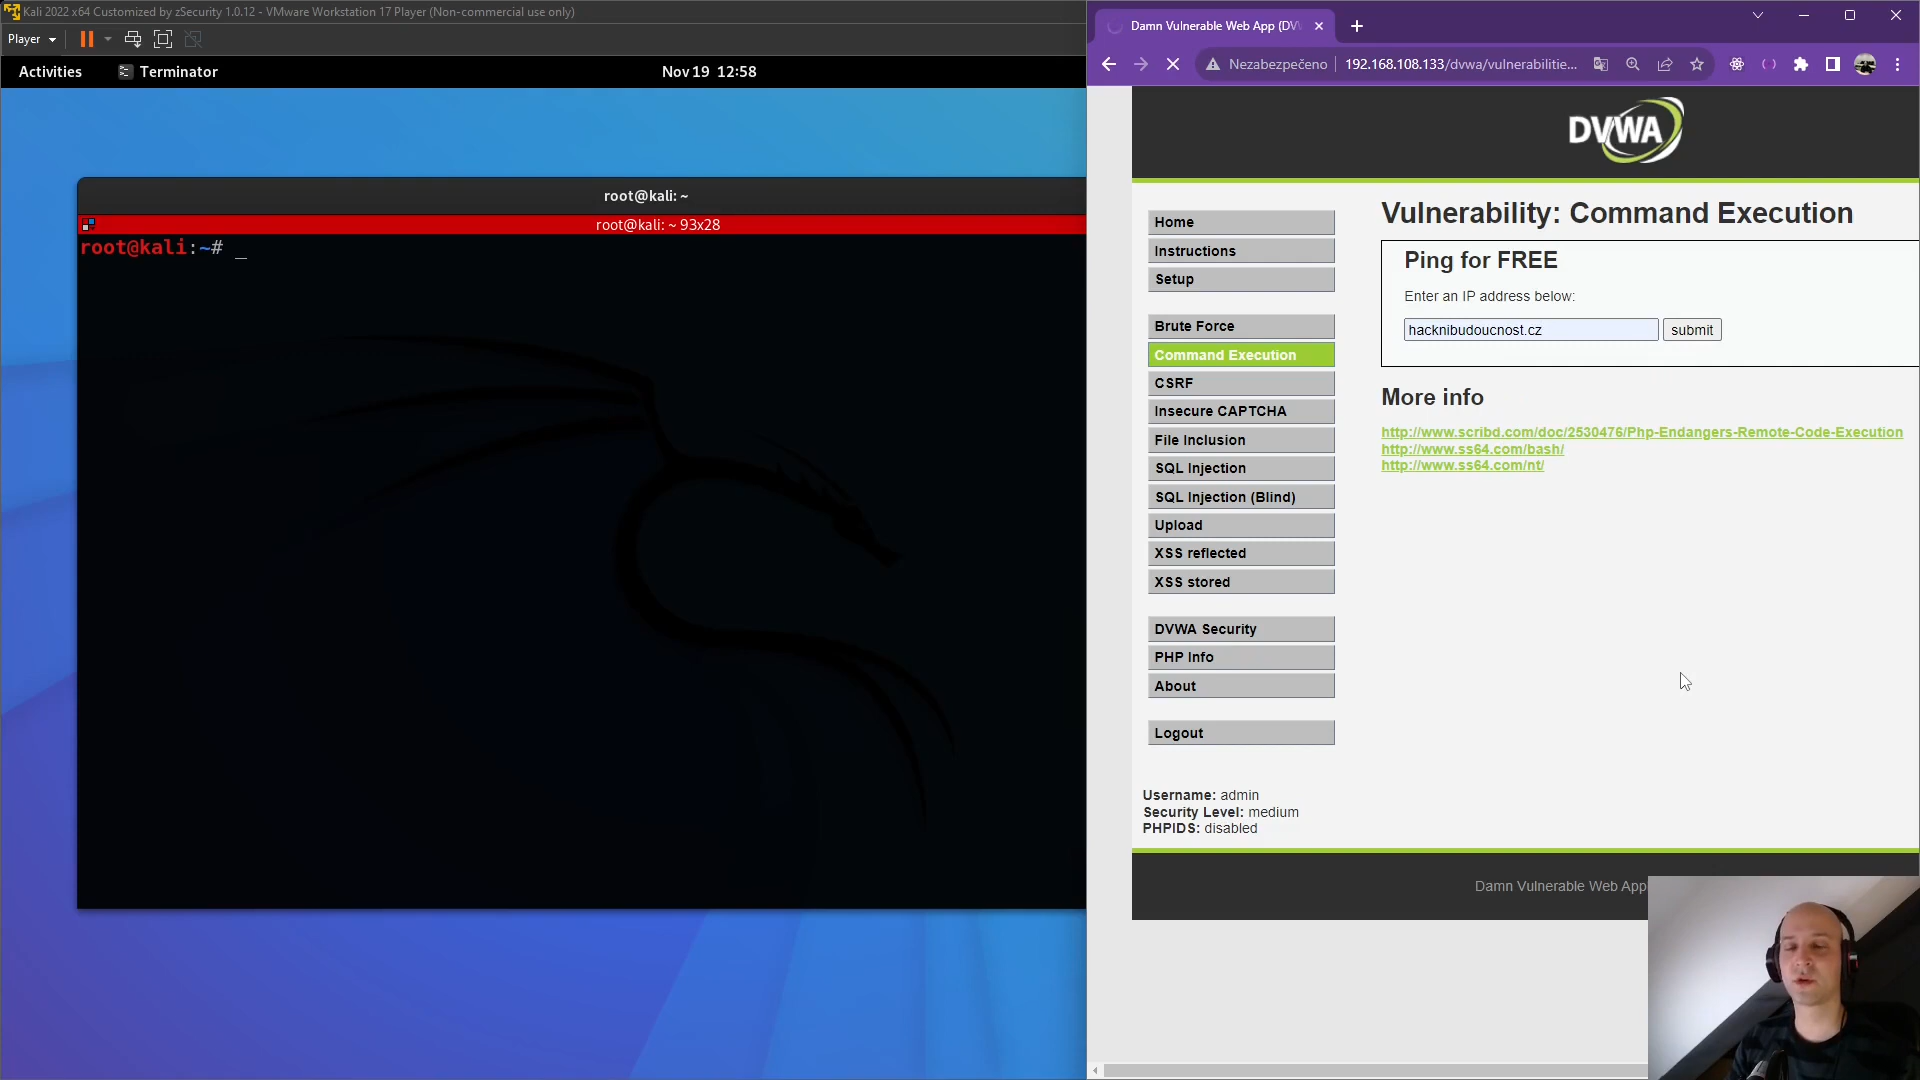 Kali 2022 x64 Customized by zSecurity 1.0.12 - VMware Workstation 17 Player (Non-commercial use only)
Player
Activities
Terminator
Nov 19 12:58
root@kali: ~
root@kali: ~ 93x28
root@kali:~# _
Damn Vulnerable Web App (DV
Nezabezpečeno
192.168.108.133/dvwa/vulnerabilitie...
DVWA
Home
Instructions
Setup
Brute Force
Command Execution
CSRF
Insecure CAPTCHA
File Inclusion
SQL Injection
SQL Injection (Blind)
Upload
XSS reflected
XSS stored
DVWA Security
PHP Info
About
Logout
Vulnerability: Command Execution
Ping for FREE
Enter an IP address below:
hacknibudoucnost.cz
submit
More info
http://www.scribd.com/doc/2530476/Php-Endangers-Remote-Code-Execution
http://www.ss64.com/bash/
http://www.ss64.com/nt/
Username: admin
Security Level: medium
PHPIDS: disabled
Damn Vulnerable Web App